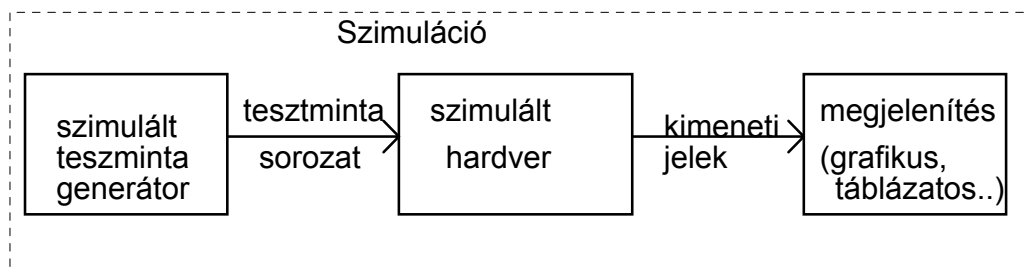 Szimuláció
szimulált
teszminta
generátor
tesztminta
sorozat
szimulált
hardver
kimeneti
jelek
megjelenítés
(grafikus,
táblázatos..)